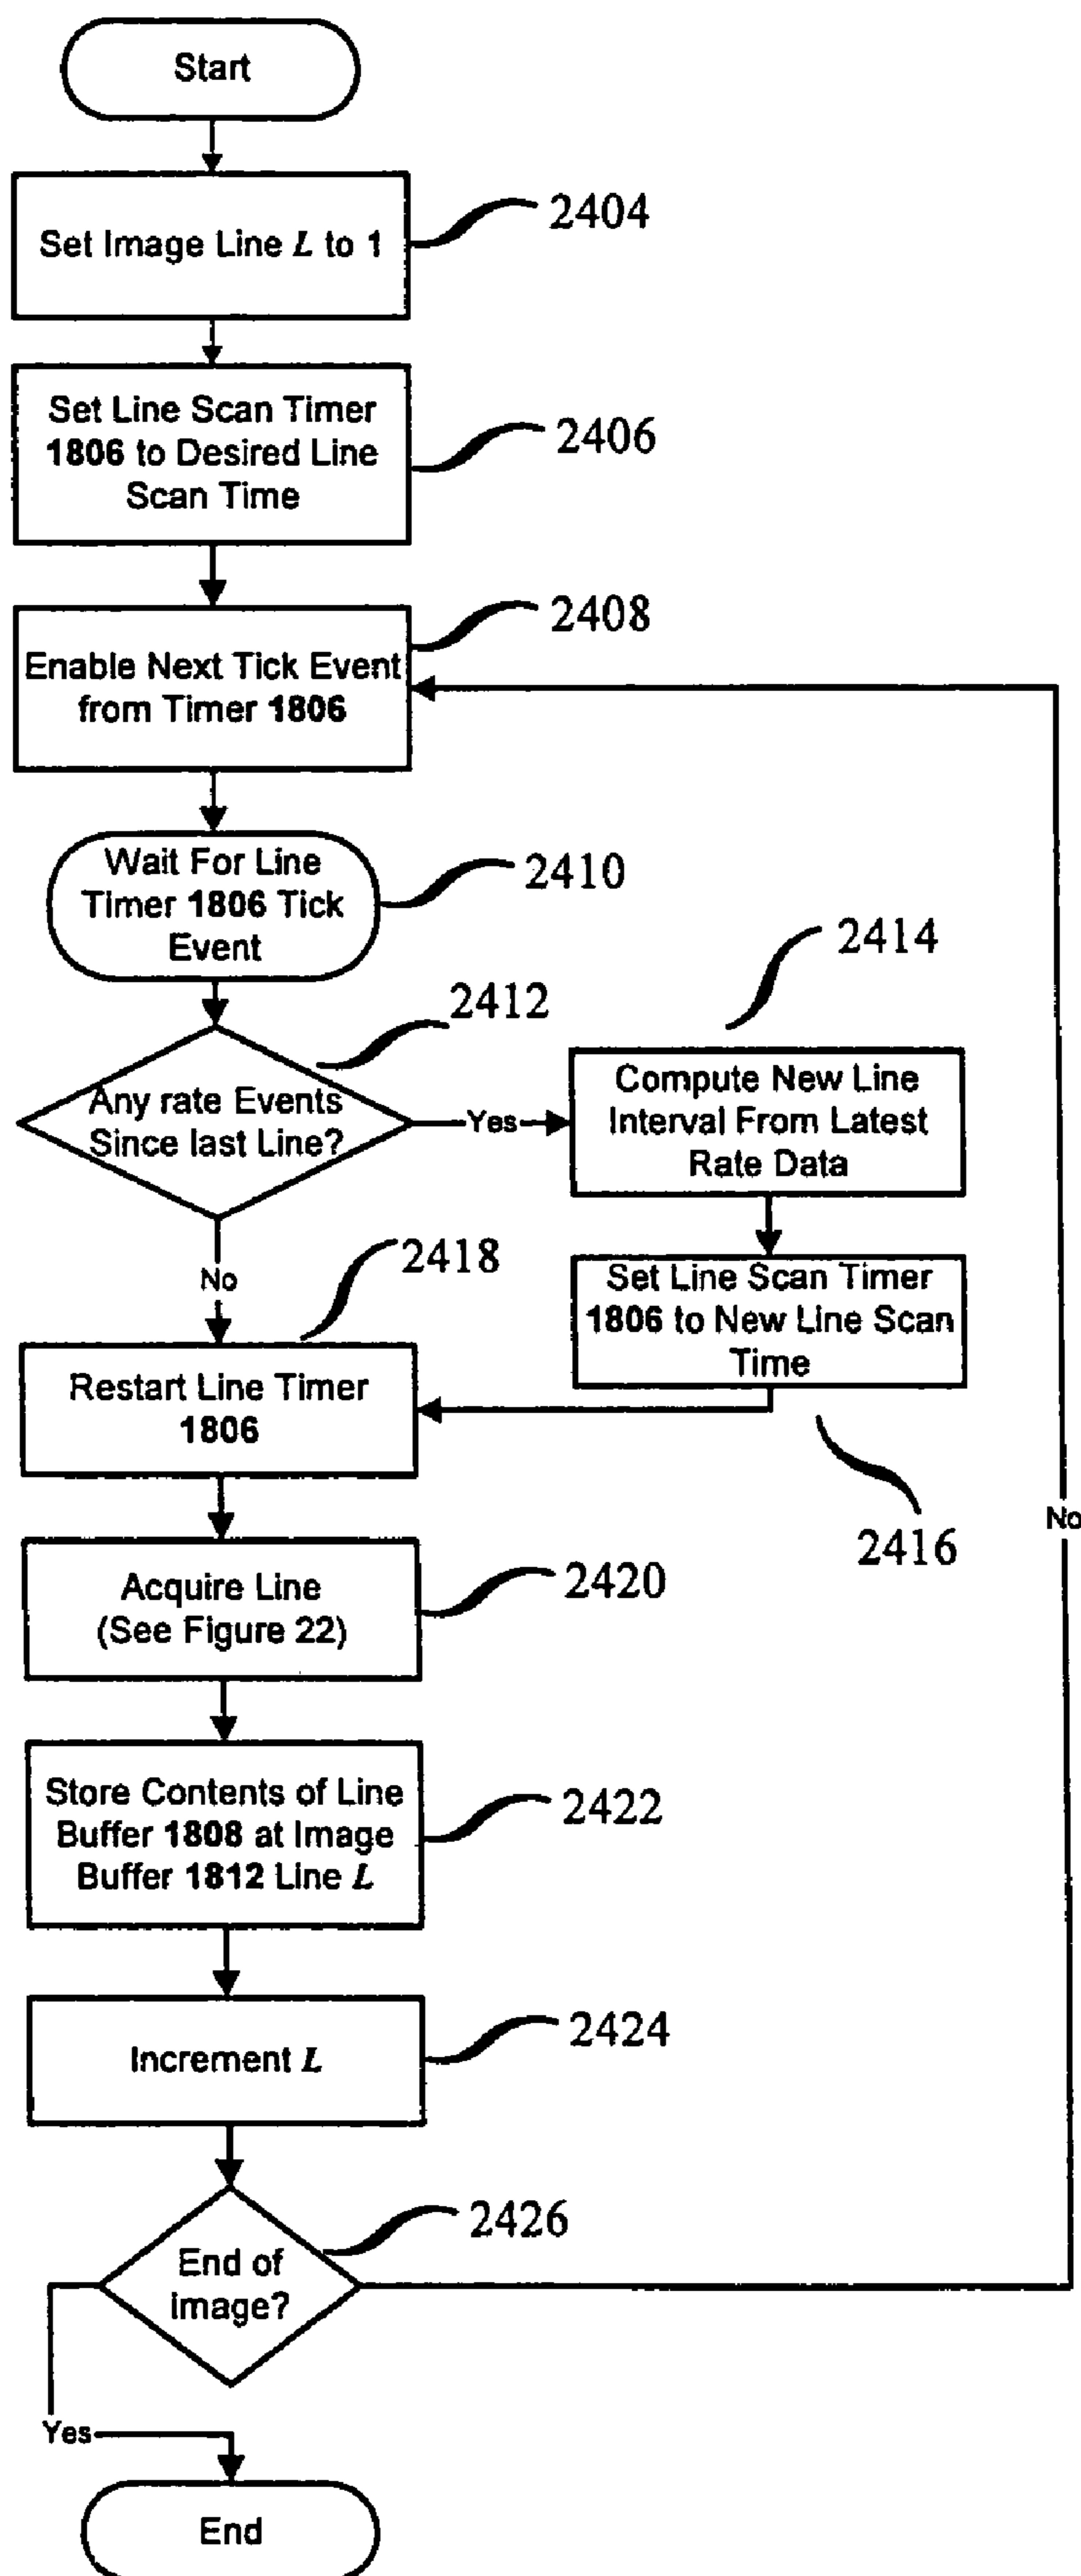 Start
Set Image Line L to 1
2404
Set Line Scan Timer
1806 to Desired Line
Scan Time
2406
Enable Next Tick Event
from Timer 1806
2408
Wait For Line
Timer 1806 Tick
Event
2410
Any rate Events
Since last Line?
2412
Yes
Compute New Line
Interval From Latest
Rate Data
2414
Set Line Scan Timer
1806 to New Line Scan
Time
2416
No
Restart Line Timer
1806
2418
Acquire Line
(See Figure 22)
2420
Store Contents of Line
Buffer 1808 at Image
Buffer 1812 Line L
2422
Increment L
2424
End of
image?
2426
No
Yes
End